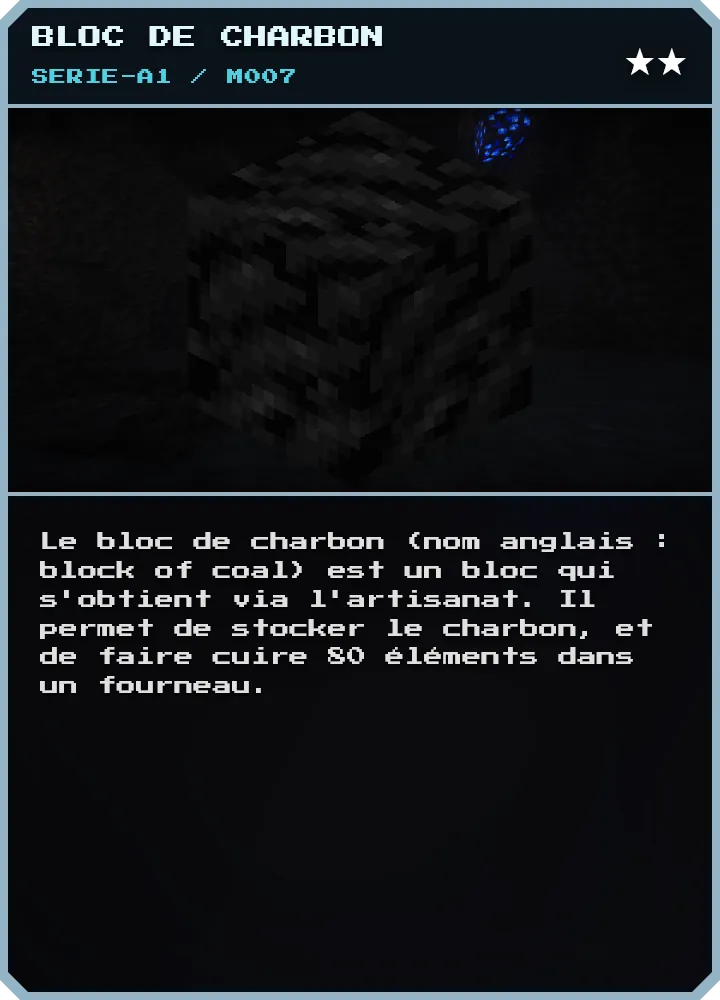 BLOC DE CHARBON
SERIE-A1 / M007
Le bloc de charbon (nom anglais :
block of coal) est un bloc qui
s'obtient via l'artisanat. Il
permet de stocker le charbon, et
de faire cuire 80 éléments dans
un fourneau.